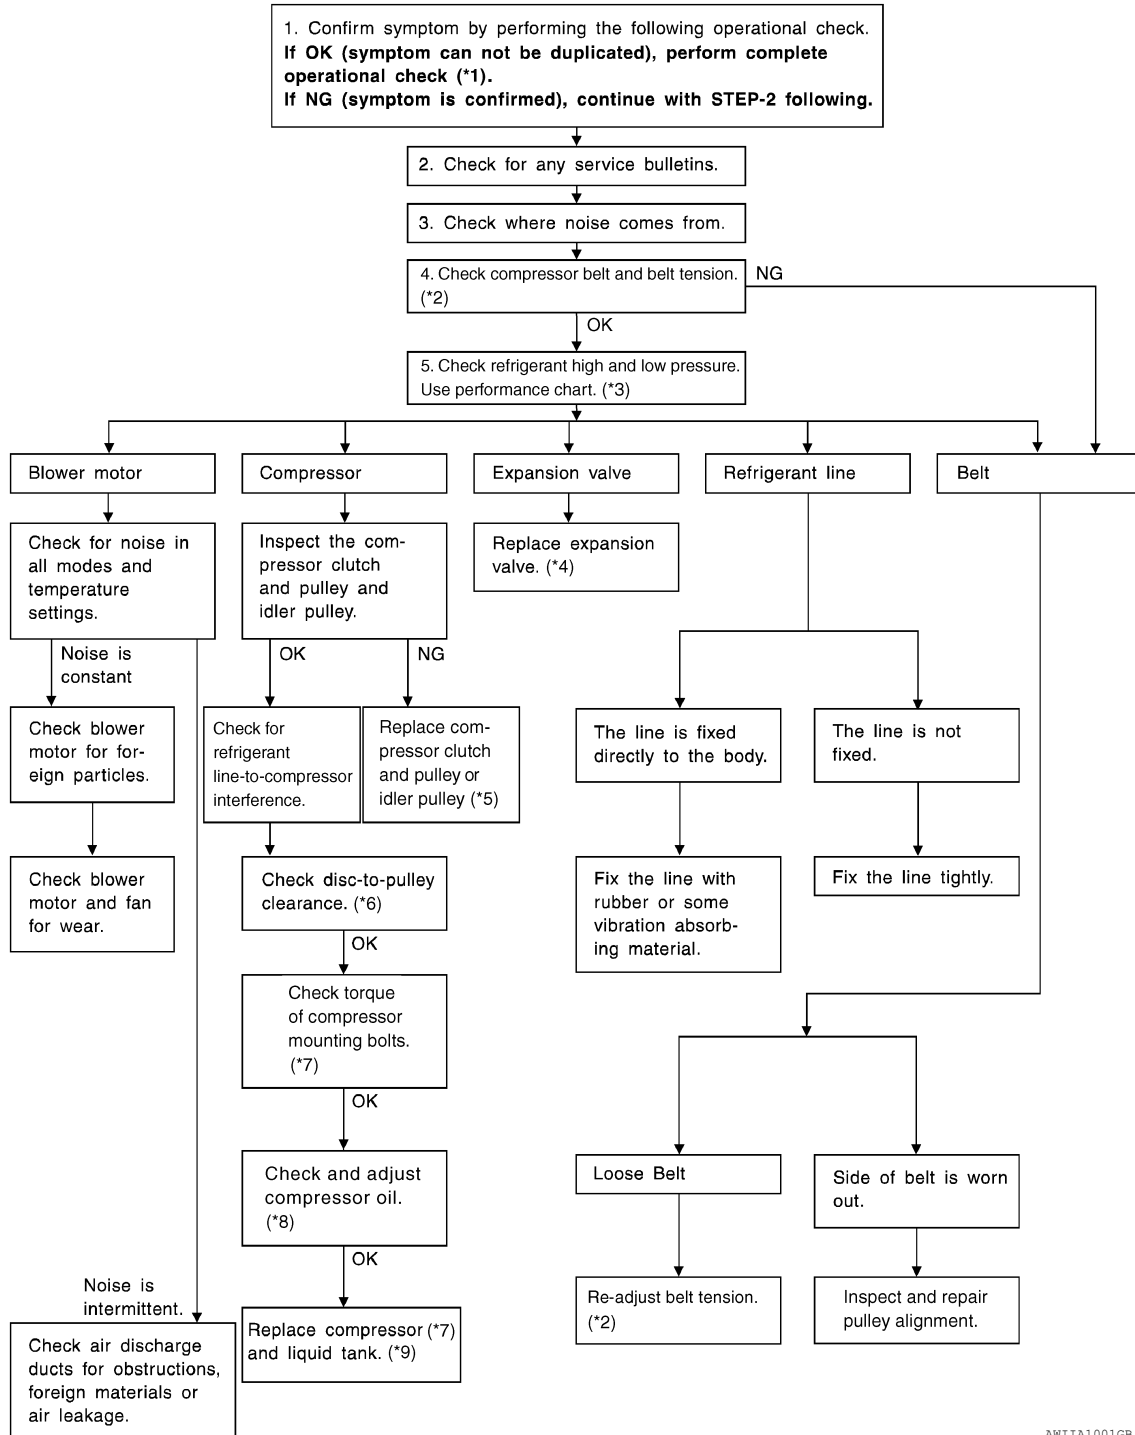 1. Confirm symptom by performing the following operational check.
If OK (symptom can not be duplicated), perform complete
operational check (*1).
If NG (symptom is confirmed), continue with STEP-2 following.
2. Check for any service bulletins.
3. Check where noise comes from.
4. Check compressor belt and belt tension.
(*2)
NG
OK
5. Check refrigerant high and low pressure.
Use performance chart. (*3)
Blower motor
Compressor
Expansion valve
Refrigerant line
Belt
Check for noise in
all modes and
temperature
settings.
Inspect the com-
pressor clutch
and pulley and
idler pulley.
Replace expansion
valve. (*4)
Noise is
constant
OK
NG
Check blower
motor for for-
eign particles.
Check for
refrigerant
line-to-compressor
interference.
Replace com-
pressor clutch
and pulley or
idler pulley (*5)
The line is fixed
directly to the body.
The line is not
fixed.
Check blower
motor and fan
for wear.
Check disc-to-pulley
clearance. (*6)
Fix the line with
rubber or some
vibration absorb-
ing material.
Fix the line tightly.
OK
Check torque
of compressor
mounting bolts.
(*7)
OK
Check and adjust
compressor oil.
(*8)
Loose Belt
Side of belt is worn
out.
OK
Noise is
intermittent.
Re-adjust belt tension.
(*2)
Inspect and repair
pulley alignment.
Check air discharge
ducts for obstructions,
foreign materials or
air leakage.
Replace compressor (*7)
and liquid tank. (*9)
AWIIA1001GB